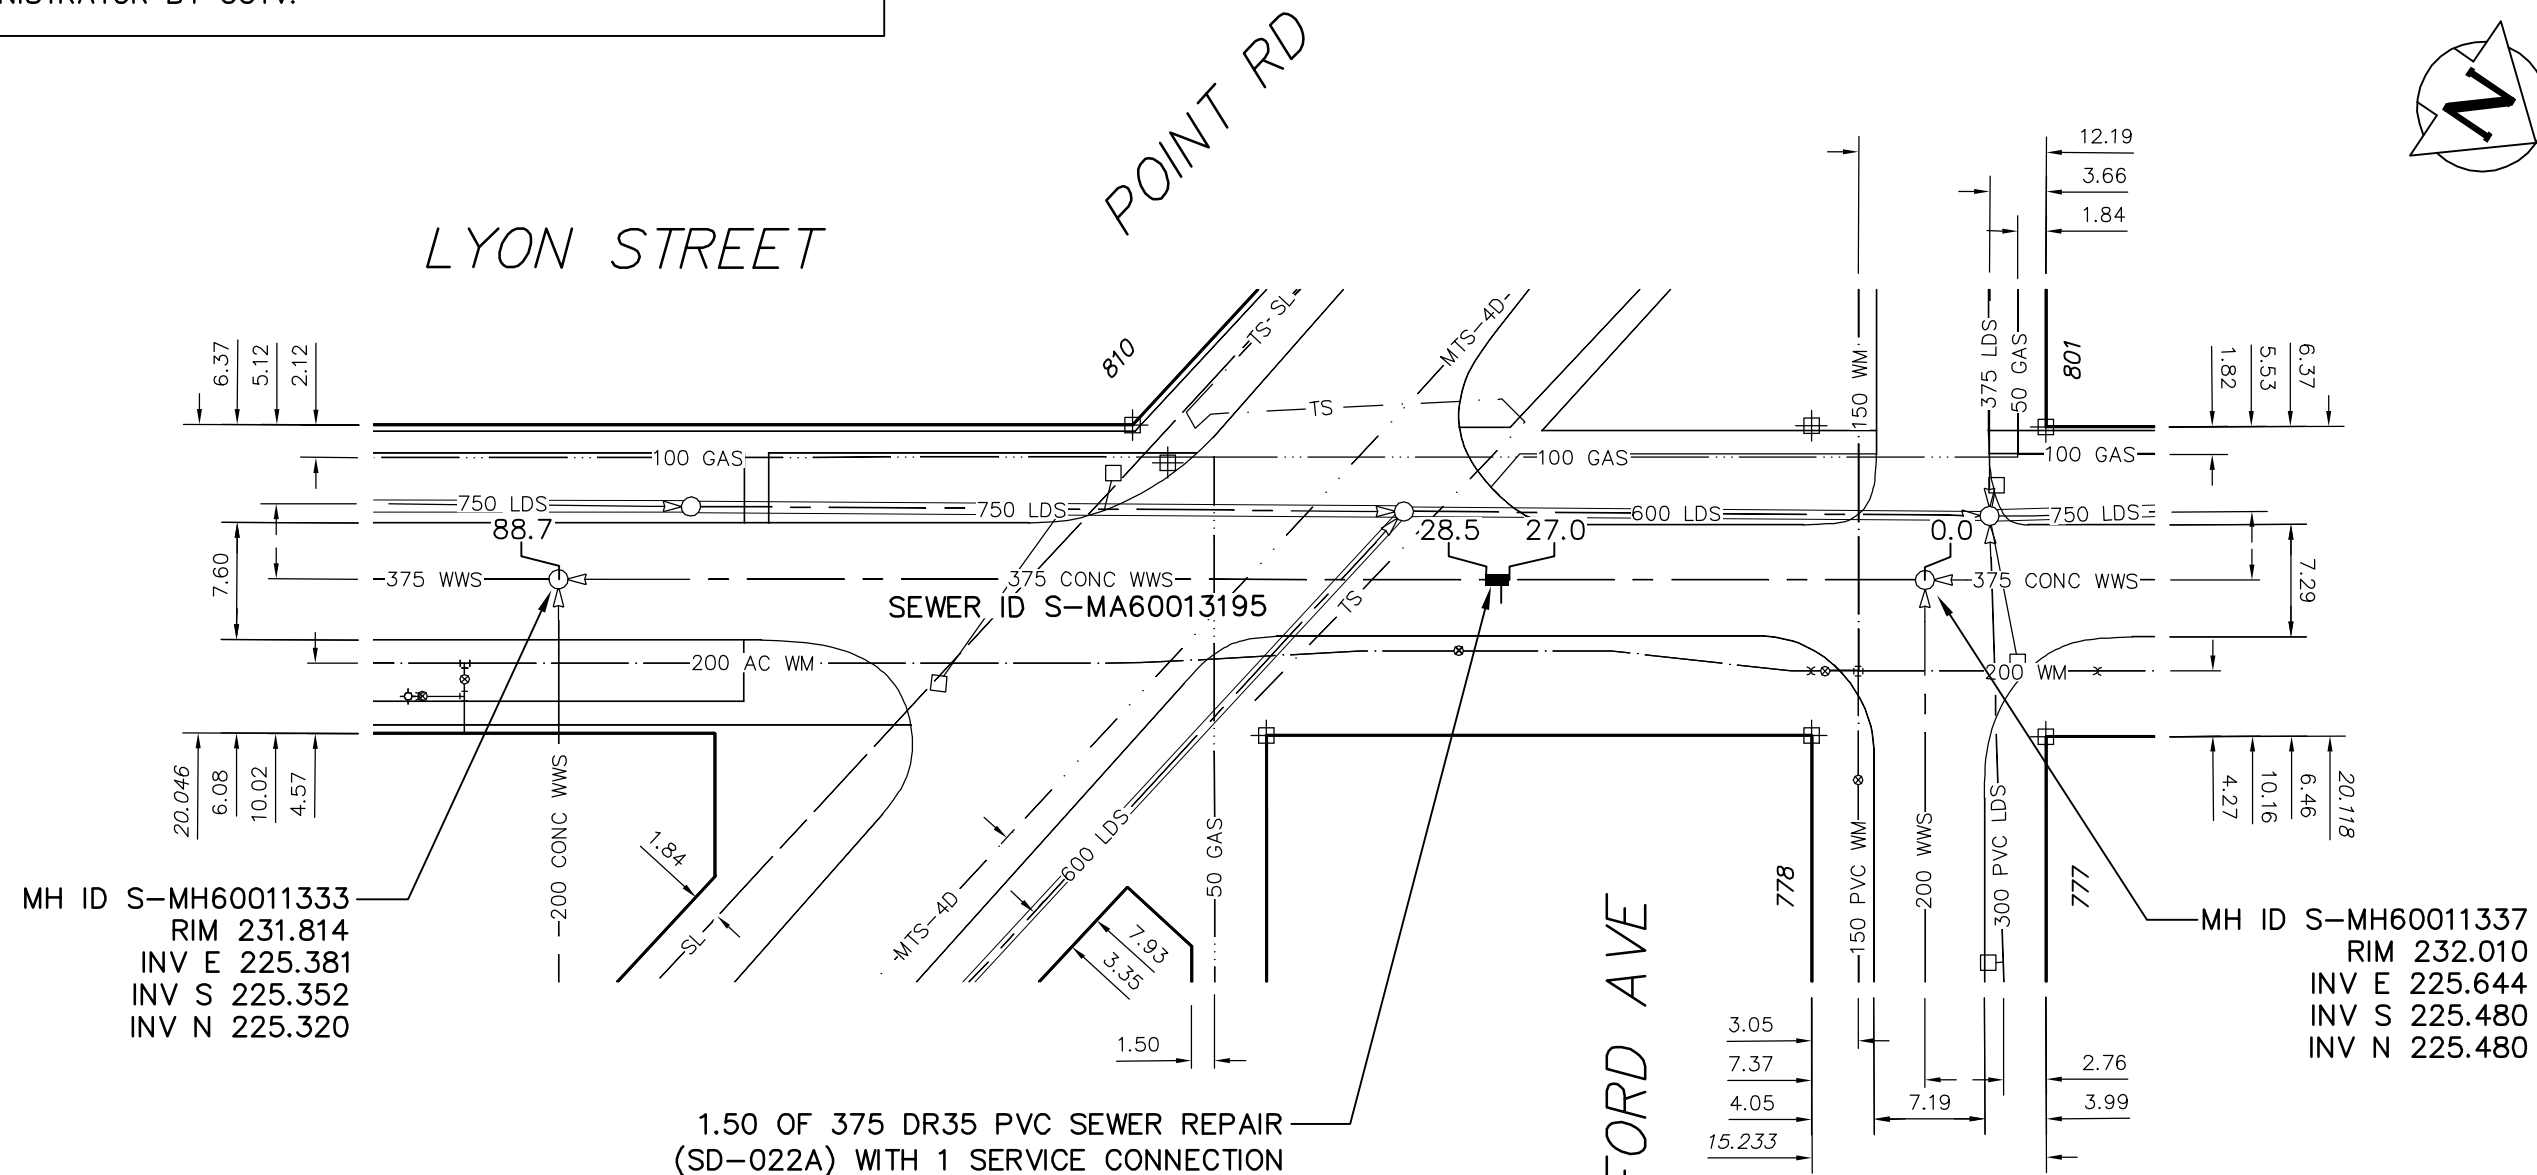 POINT RD
N
LYON STREET
12.19
3.66
1.84
6.37
5.12
2.12
810
TS
SL
MTS-4D
150 WM
375 LDS
50 GAS
801
1.82
5.53
6.37
TS
100 GAS
100 GAS
100 GAS
750 LDS
750 LDS
600 LDS
750 LDS
88.7
28.5
27.0
0.0
7.60
375 WWS
375 CONC WWS
375 CONC WWS
7.29
SEWER ID S-MA60013195
TS
200 AC WM
200 WM
20.046
6.08
10.02
4.57
4.27
10.16
6.46
20.118
200 CONC WWS
1.84
SL
MTS-4D
600 LDS
50 GAS
7.93
3.35
778
150 PVC WM
200 WWS
300 PVC LDS
777
MH ID S-MH60011333
RIM 231.814
INV E 225.381
INV S 225.352
INV N 225.320
MH ID S-MH60011337
RIM 232.010
INV E 225.644
INV S 225.480
INV N 225.480
1.50
FORD AVE
3.05
7.37
4.05
15.233
7.19
2.76
3.99
1.50 OF 375 DR35 PVC SEWER REPAIR
(SD-022A) WITH 1 SERVICE CONNECTION